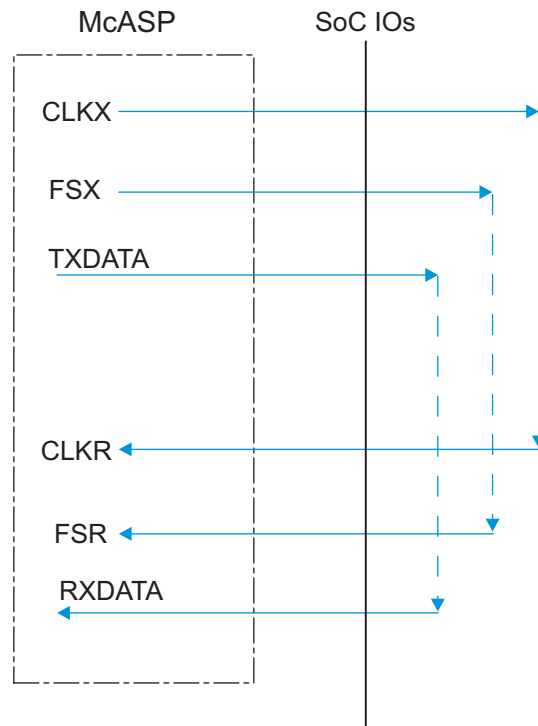 McASP
SoC IOs
CLKX
FSX
TXDATA
CLKR
FSR
RXDATA